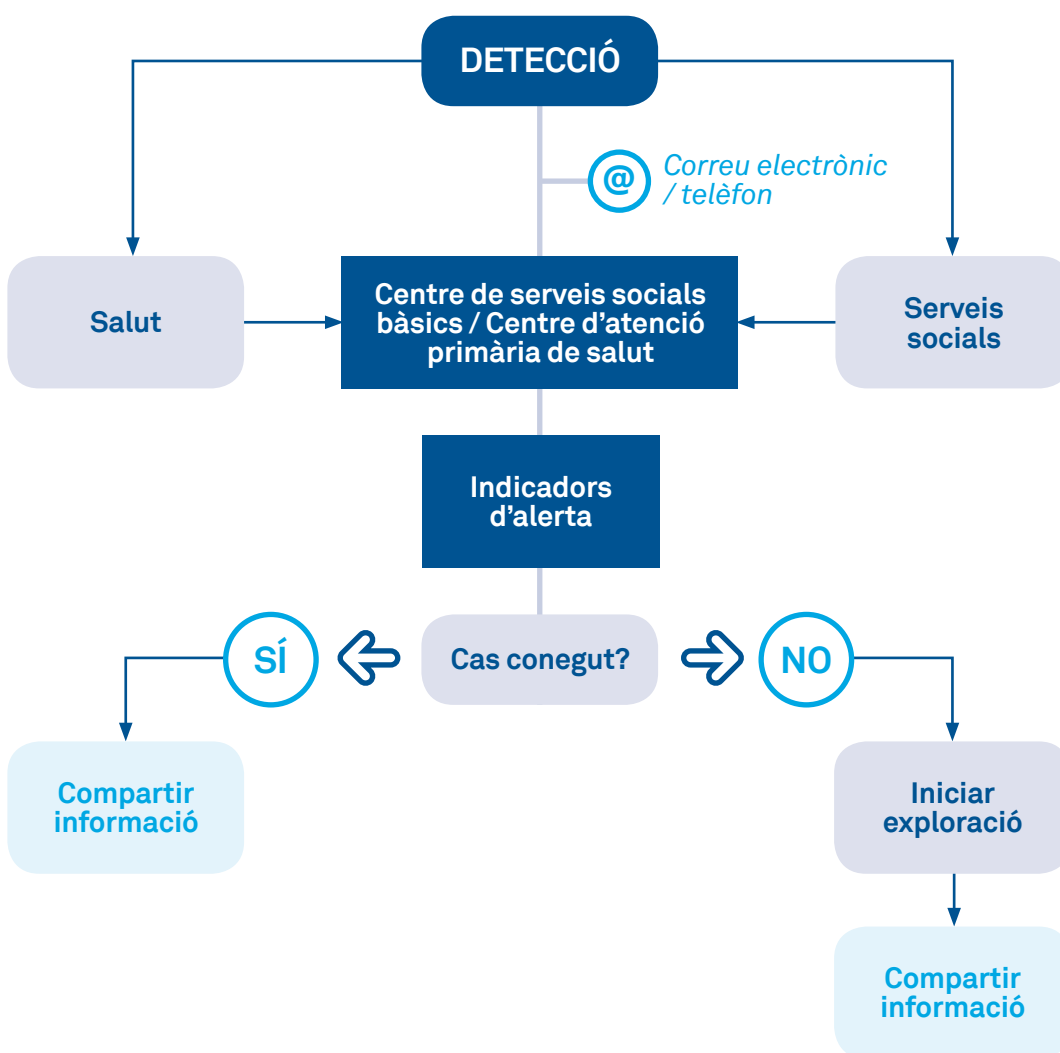 DETECCIÓ
@
Correu electrònic
/ telèfon
Salut
Centre de serveis socials
bàsics / Centre d'atenció
primària de salut
Serveis
socials
Indicadors
d'alerta
SÍ
Cas conegut?
NO
Compartir
informació
Iniciar
exploració
Compartir
informació